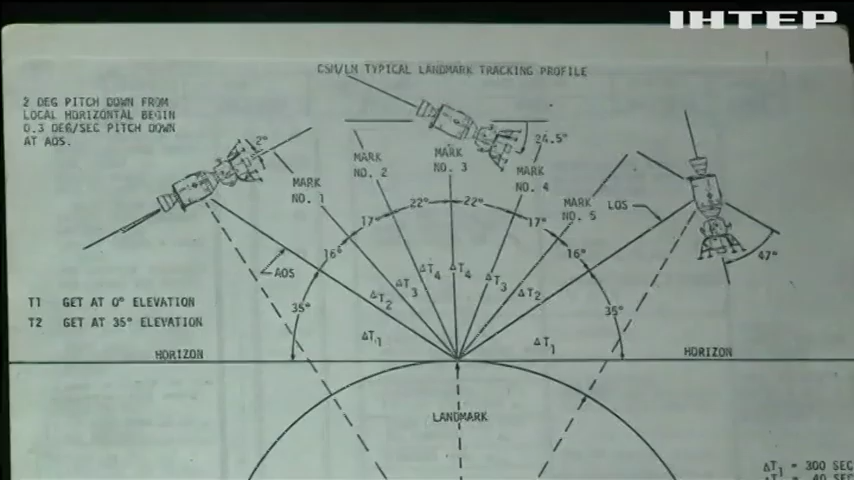 ІНТЕР
CSM/LM TYPICAL LANDMARK TRACKING PROFILE
2 DEG PITCH DOWN FROM
LOCAL HORIZONTAL BEGIN
0.3 DEG/SEC PITCH DOWN
AT AOS.
2°
24.5°
MARK
NO. 1
MARK
NO. 2
MARK
NO. 3
MARK
NO. 4
MARK
NO. 5
LOS
47°
22°
22°
17°
17°
16°
16°
AOS
35°
35°
ΔT4
ΔT4
ΔT3
ΔT3
ΔT2
ΔT2
ΔT1
ΔT1
T1 GET AT 0° ELEVATION
T2 GET AT 35° ELEVATION
HORIZON
HORIZON
LANDMARK
ΔT1 = 300 SEC
40 SEC